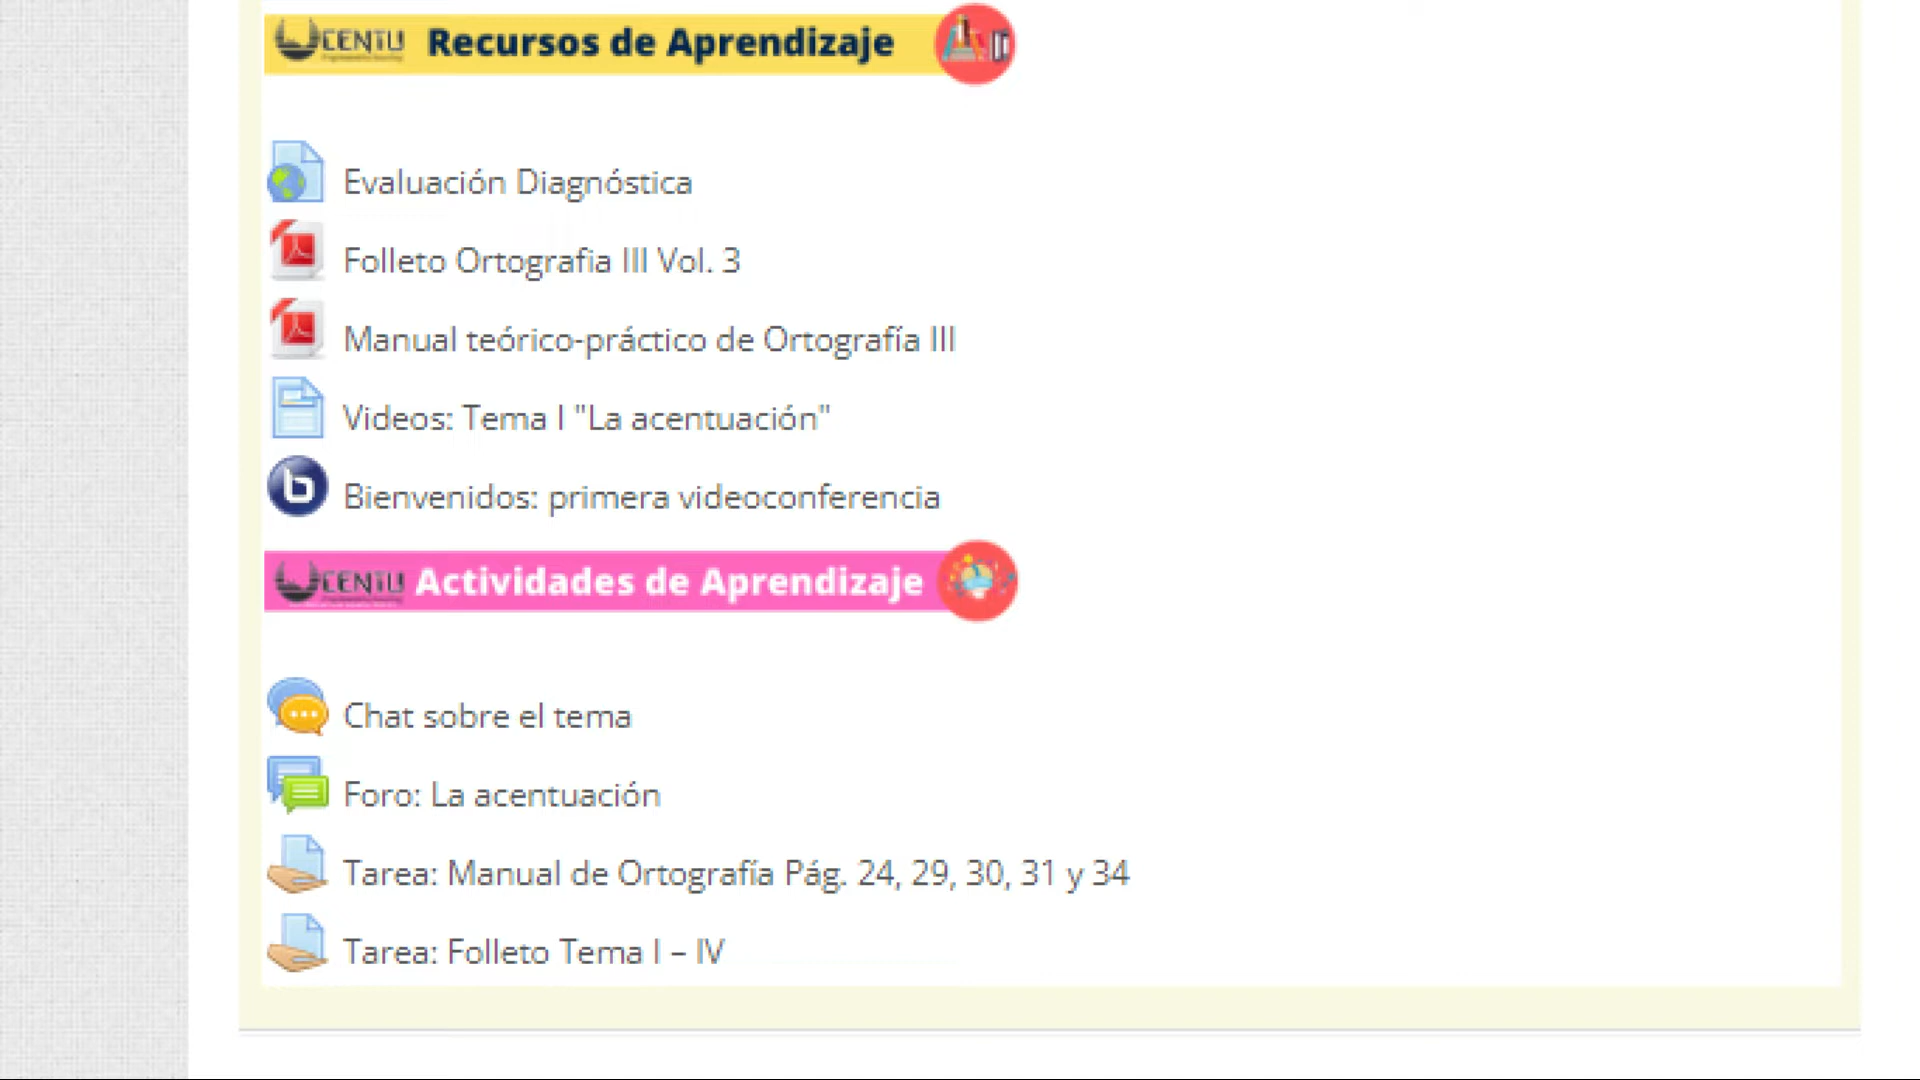 UCENTU Recursos de Aprendizaje
Evaluación Diagnóstica
Folleto Ortografia III Vol. 3
Manual teórico-práctico de Ortografía III
Videos: Tema I "La acentuación"
Bienvenidos: primera videoconferencia
UCENTU Actividades de Aprendizaje
Chat sobre el tema
Foro: La acentuación
Tarea: Manual de Ortografía Pág. 24, 29, 30, 31 y 34
Tarea: Folleto Tema I – IV